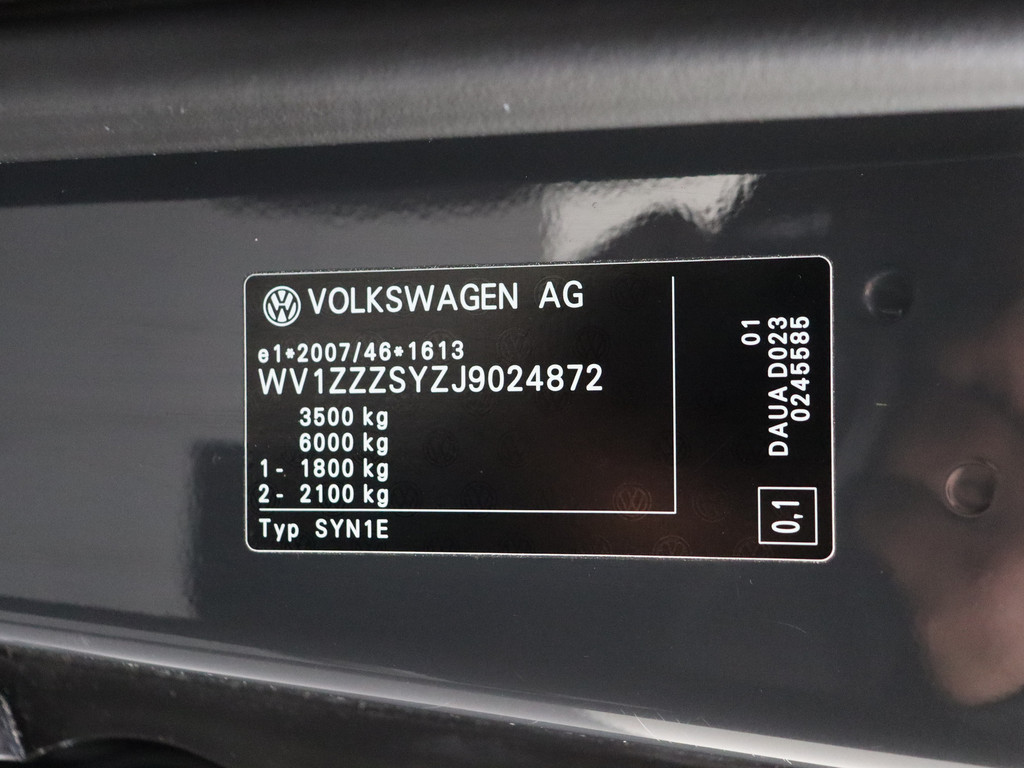 VOLKSWAGEN AG
e1*2007/46*1613
WV1ZZZSYZJ9024872
3500 kg
6000 kg
1- 1800 kg
2- 2100 kg
Typ SYN1E
01
DAUA D023
0245585
0,1